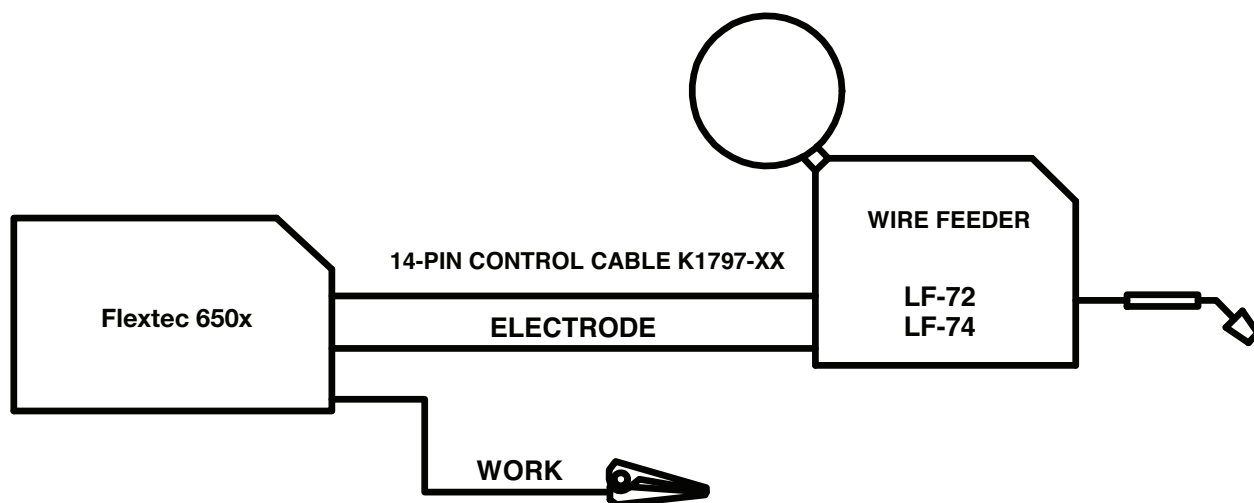 WIRE FEEDER
14-PIN CONTROL CABLE K1797-XX
LF-72
Flextec 650x
ELECTRODE
LF-74
WORK